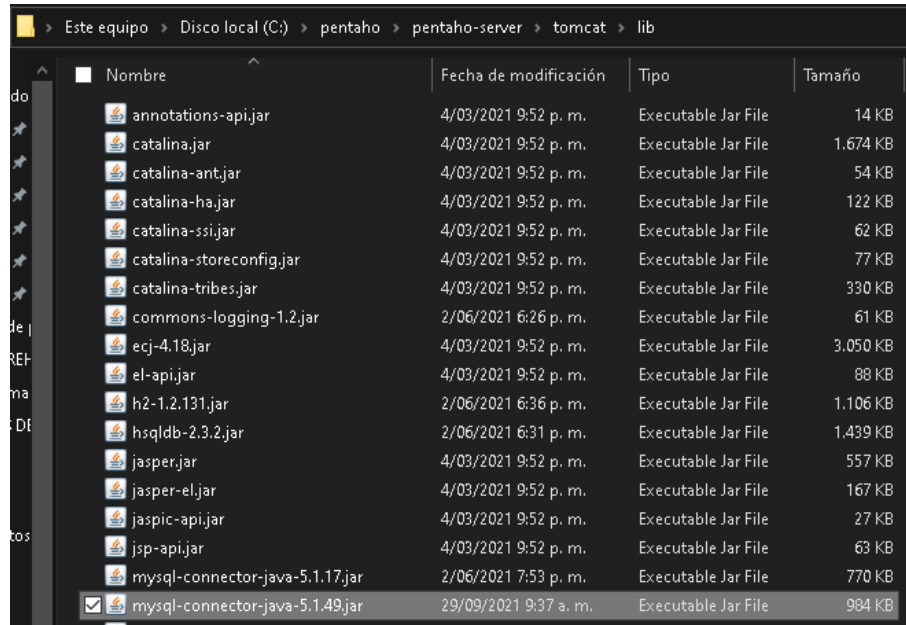 Este equipo > Disco local (C:) > pentaho > pentaho-server > tomcat > lib
Nombre Fecha de modificación Tipo Tamaño
annotations-api.jar 4/03/2021 9:52 p. m. Executable Jar File 14 KB
catalina.jar 4/03/2021 9:52 p. m. Executable Jar File 1.674 KB
catalina-ant.jar 4/03/2021 9:52 p. m. Executable Jar File 54 KB
catalina-ha.jar 4/03/2021 9:52 p. m. Executable Jar File 122 KB
catalina-ssi.jar 4/03/2021 9:52 p. m. Executable Jar File 62 KB
catalina-storeconfig.jar 4/03/2021 9:52 p. m. Executable Jar File 77 KB
catalina-tribes.jar 4/03/2021 9:52 p. m. Executable Jar File 330 KB
commons-logging-1.2.jar 2/06/2021 6:26 p. m. Executable Jar File 61 KB
ecj-4.18.jar 4/03/2021 9:52 p. m. Executable Jar File 3.050 KB
el-api.jar 4/03/2021 9:52 p. m. Executable Jar File 88 KB
h2-1.2.131.jar 2/06/2021 6:36 p. m. Executable Jar File 1.106 KB
hsqldb-2.3.2.jar 2/06/2021 6:31 p. m. Executable Jar File 1.439 KB
jasper.jar 4/03/2021 9:52 p. m. Executable Jar File 557 KB
jasper-el.jar 4/03/2021 9:52 p. m. Executable Jar File 167 KB
jaspic-api.jar 4/03/2021 9:52 p. m. Executable Jar File 27 KB
jsp-api.jar 4/03/2021 9:52 p. m. Executable Jar File 63 KB
mysql-connector-java-5.1.17.jar 2/06/2021 7:53 p. m. Executable Jar File 770 KB
mysql-connector-java-5.1.49.jar 29/09/2021 9:37 a. m. Executable Jar File 984 KB